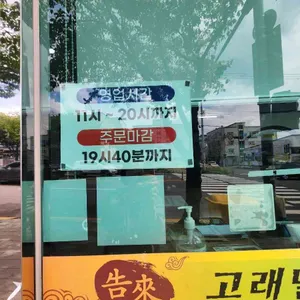 영업시간
11시 ~ 20시까지
주문마감
19시40분까지
告來
고래